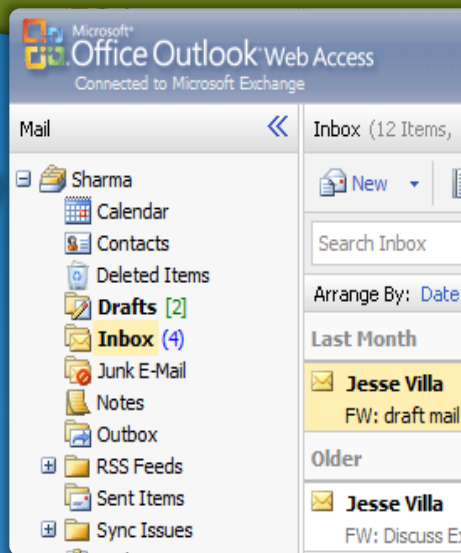 Microsoft®
Office Outlook Web Access
Connected to Microsoft Exchange
Mail
Sharma
Calendar
Contacts
Deleted Items
Drafts [2]
Inbox (4)
Junk E-Mail
Notes
Outbox
RSS Feeds
Sent Items
Sync Issues
Inbox (12 Items,
New
Search Inbox
Arrange By: Date
Last Month
Jesse Villa
FW: draft mail
Older
Jesse Villa
FW: Discuss